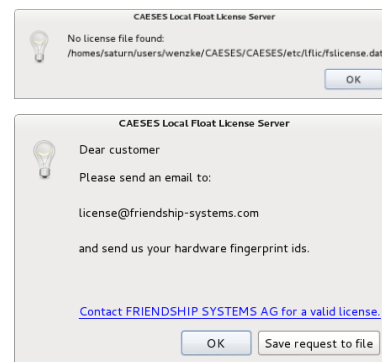 CAESES Local Float License Server
No license file found:
/homes/saturn/users/wenzke/CAESES/CAESES/etc/lflic/fslicense.dat
OK
CAESES Local Float License Server
Dear customer
Please send an email to:
license@friendship-systems.com
and send us your hardware fingerprint ids.
Contact FRIENDSHIP SYSTEMS AG for a valid license.
OK
Save request to file